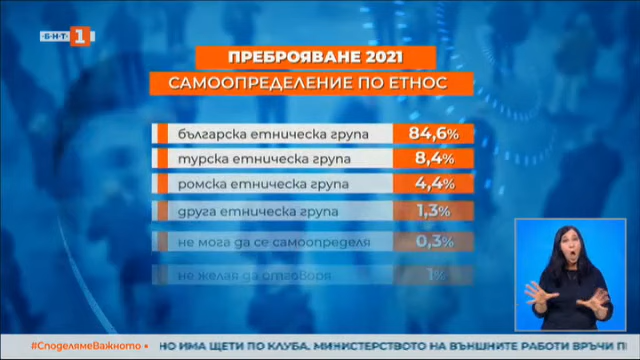 БНТ 1
ПРЕБРОЯВАНЕ 2021
САМООПРЕДЕЛЕНИЕ ПО ЕТНОС
българска етническа група 84,6%
турска етническа група 8,4%
ромска етническа група 4,4%
друга етническа група 1,3%
не мога да се самоопределя 0,3%
не желая да отговоря 1%
#СподелямеВажното • НО ИМА ЩЕТИ ПО КЛУБА. МИНИСТЕРСТВОТО НА ВЪНШНИТЕ РАБОТИ ВРЪЧИ